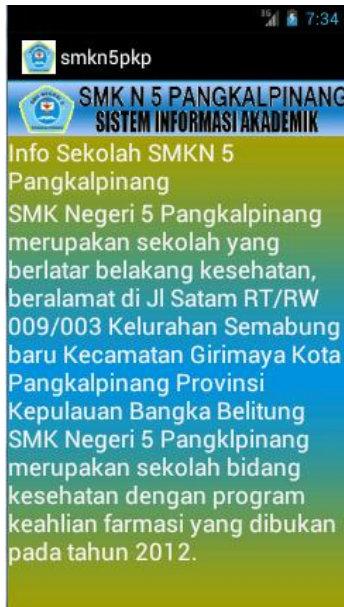 3G 7:34
smkn5pkp
SMK N 5 PANGKALPINANG
SISTEM INFORMASI AKADEMIK
Info Sekolah SMKN 5
Pangkalpinang
SMK Negeri 5 Pangkalpinang
merupakan sekolah yang
berlatar belakang kesehatan,
beralamat di Jl Satam RT/RW
009/003 Kelurahan Semabung
baru Kecamatan Girimaya Kota
Pangkalpinang Provinsi
Kepulauan Bangka Belitung
SMK Negeri 5 Pangklpinang
merupakan sekolah bidang
kesehatan dengan program
keahlian farmasi yang dibukan
pada tahun 2012.